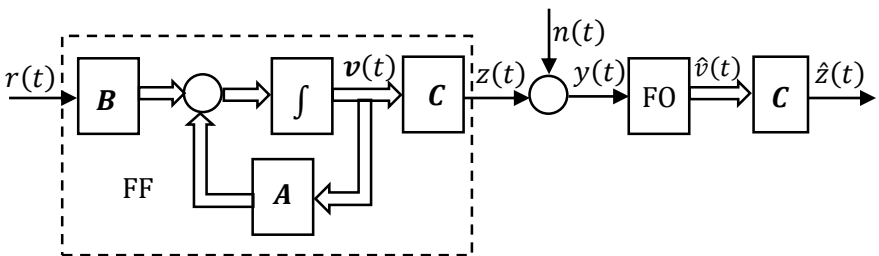 r(t)
B
∫
v(t)
C
z(t)
n(t)
y(t)
FO
v̂(t)
C
ẑ(t)
FF
A